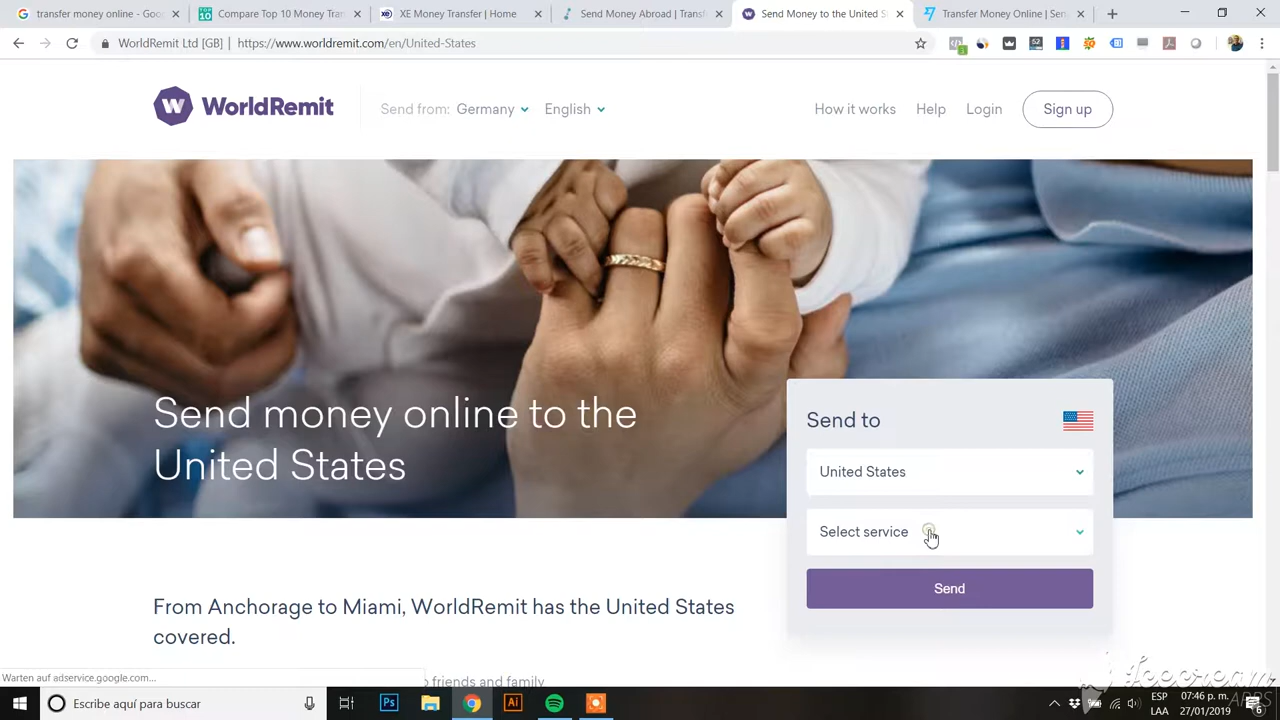 transfer money online - G
Compare Top 10 Money Tran
XE Money Transfer | Home
Send Money Abroad | Transf
Send Money to the United S
Transfer Money Online | Sen
WorldRemit Ltd [GB] | https://www.worldremit.com/en/United-States
WorldRemit
Send from: Germany
English
How it works
Help
Login
Sign up
Send money online to the
United States
Send to
United States
Select service
Send
From Anchorage to Miami, WorldRemit has the United States
covered.
o friends and family
Warten auf adservice.google.com...
Escribe aquí para buscar
Icecream
APPS
ESP
LAA
07:46 p. m.
27/01/2019